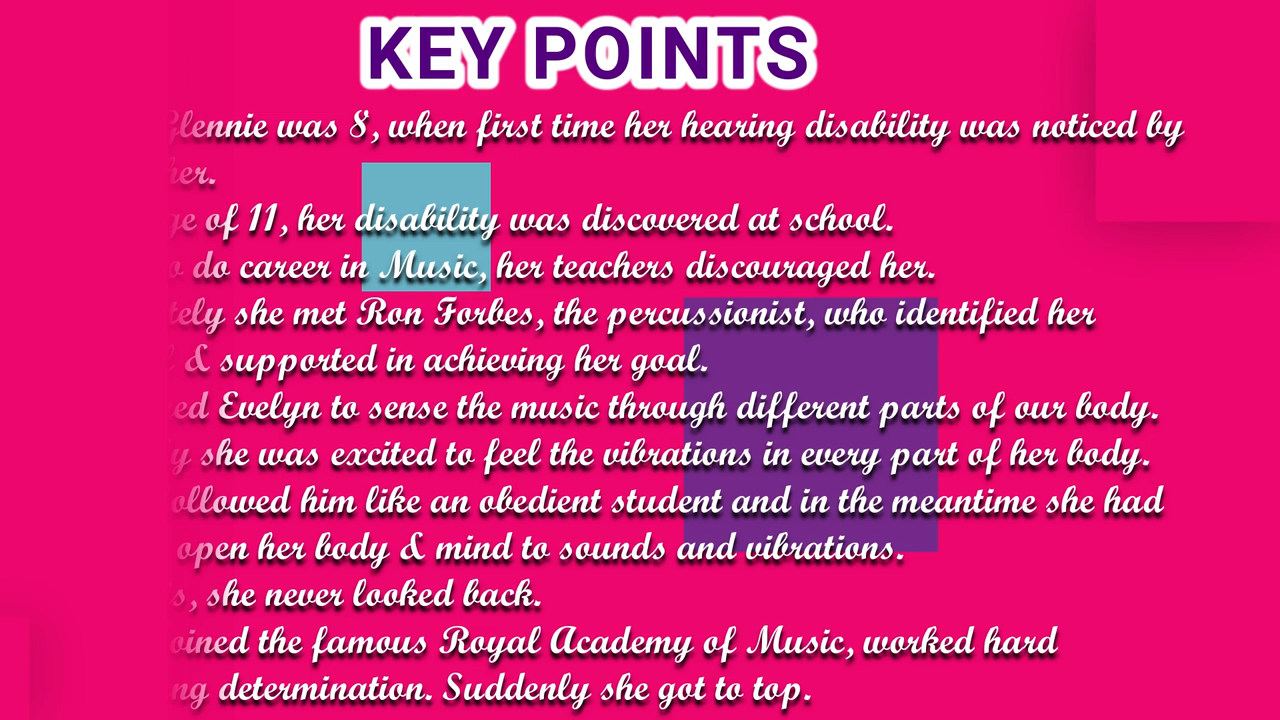 KEY POINTS
Glennie was 8, when first time her hearing disability was noticed by
her.
of 11, her disability was discovered at school.
do career in Music, her teachers discouraged her.
she met Ron Forbes, the percussionist, who identified her
& supported in achieving her goal.
Evelyn to sense the music through different parts of our body.
she was excited to feel the vibrations in every part of her body.
followed him like an obedient student and in the meantime she had
open her body & mind to sounds and vibrations.
she never looked back.
joined the famous Royal Academy of Music, worked hard
determination. Suddenly she got to top.